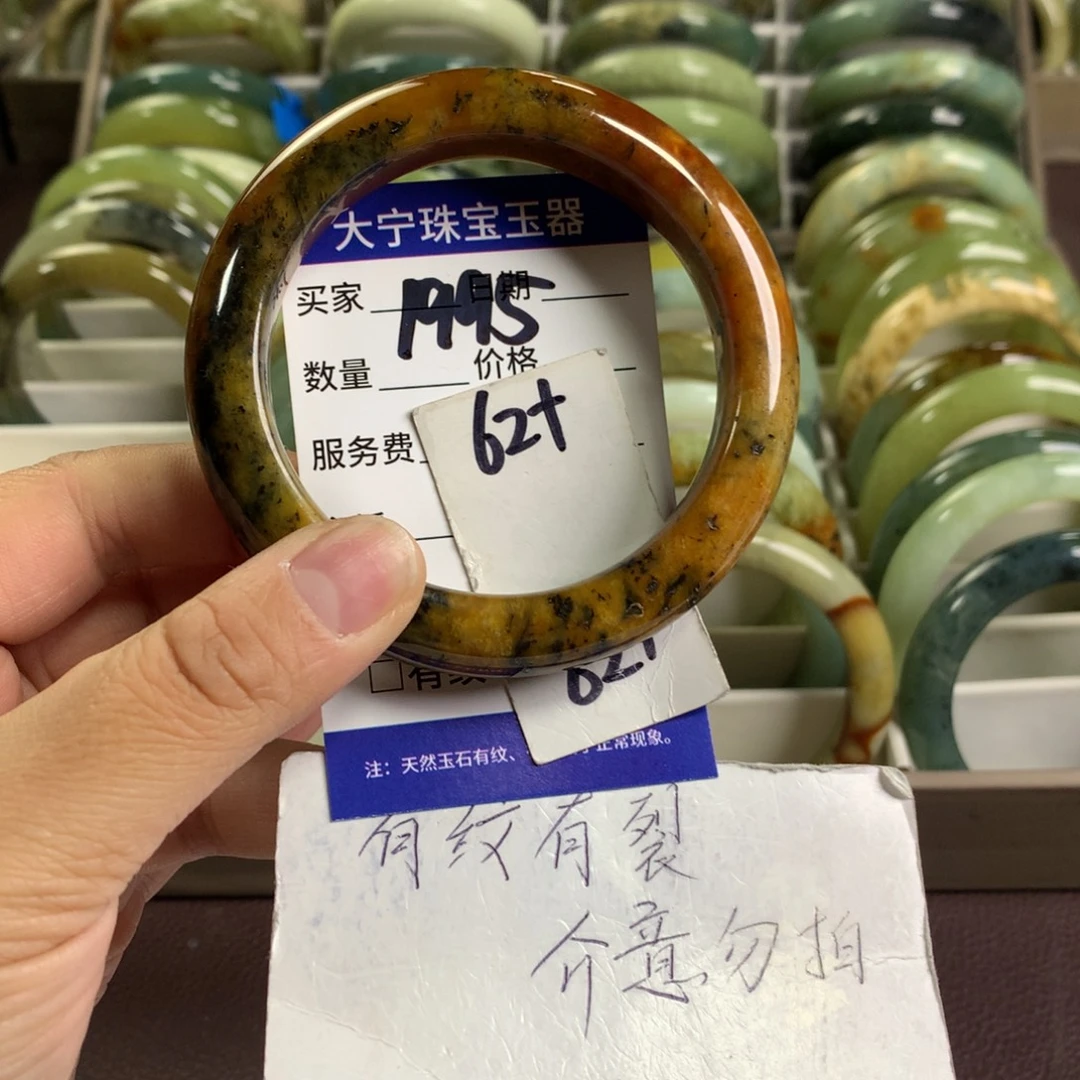 大宁珠宝玉器
买家 1995 日期
数量 价格
62+
服务费
□有纹
62+
注：天然玉石有纹、 正常现象。
有纹有裂
介意勿拍